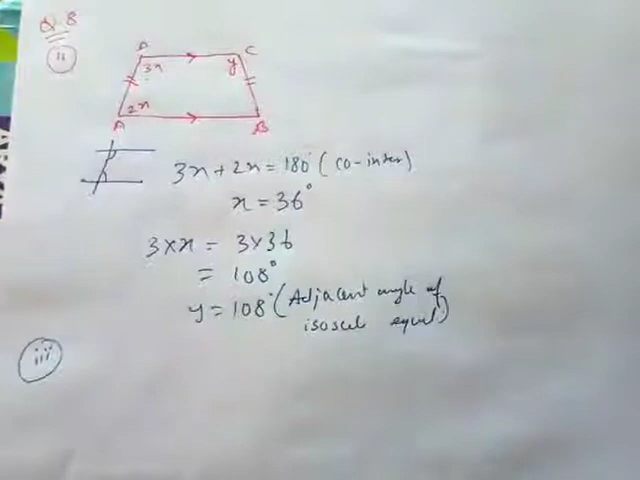 Q 8
ii
D
C
3x
y
2x
A
B
3x+2x=180° (co-inter)
x=36°
3×x = 3×36
= 108°
y=108° (Adjacent angle of
isoscel equal)
iii